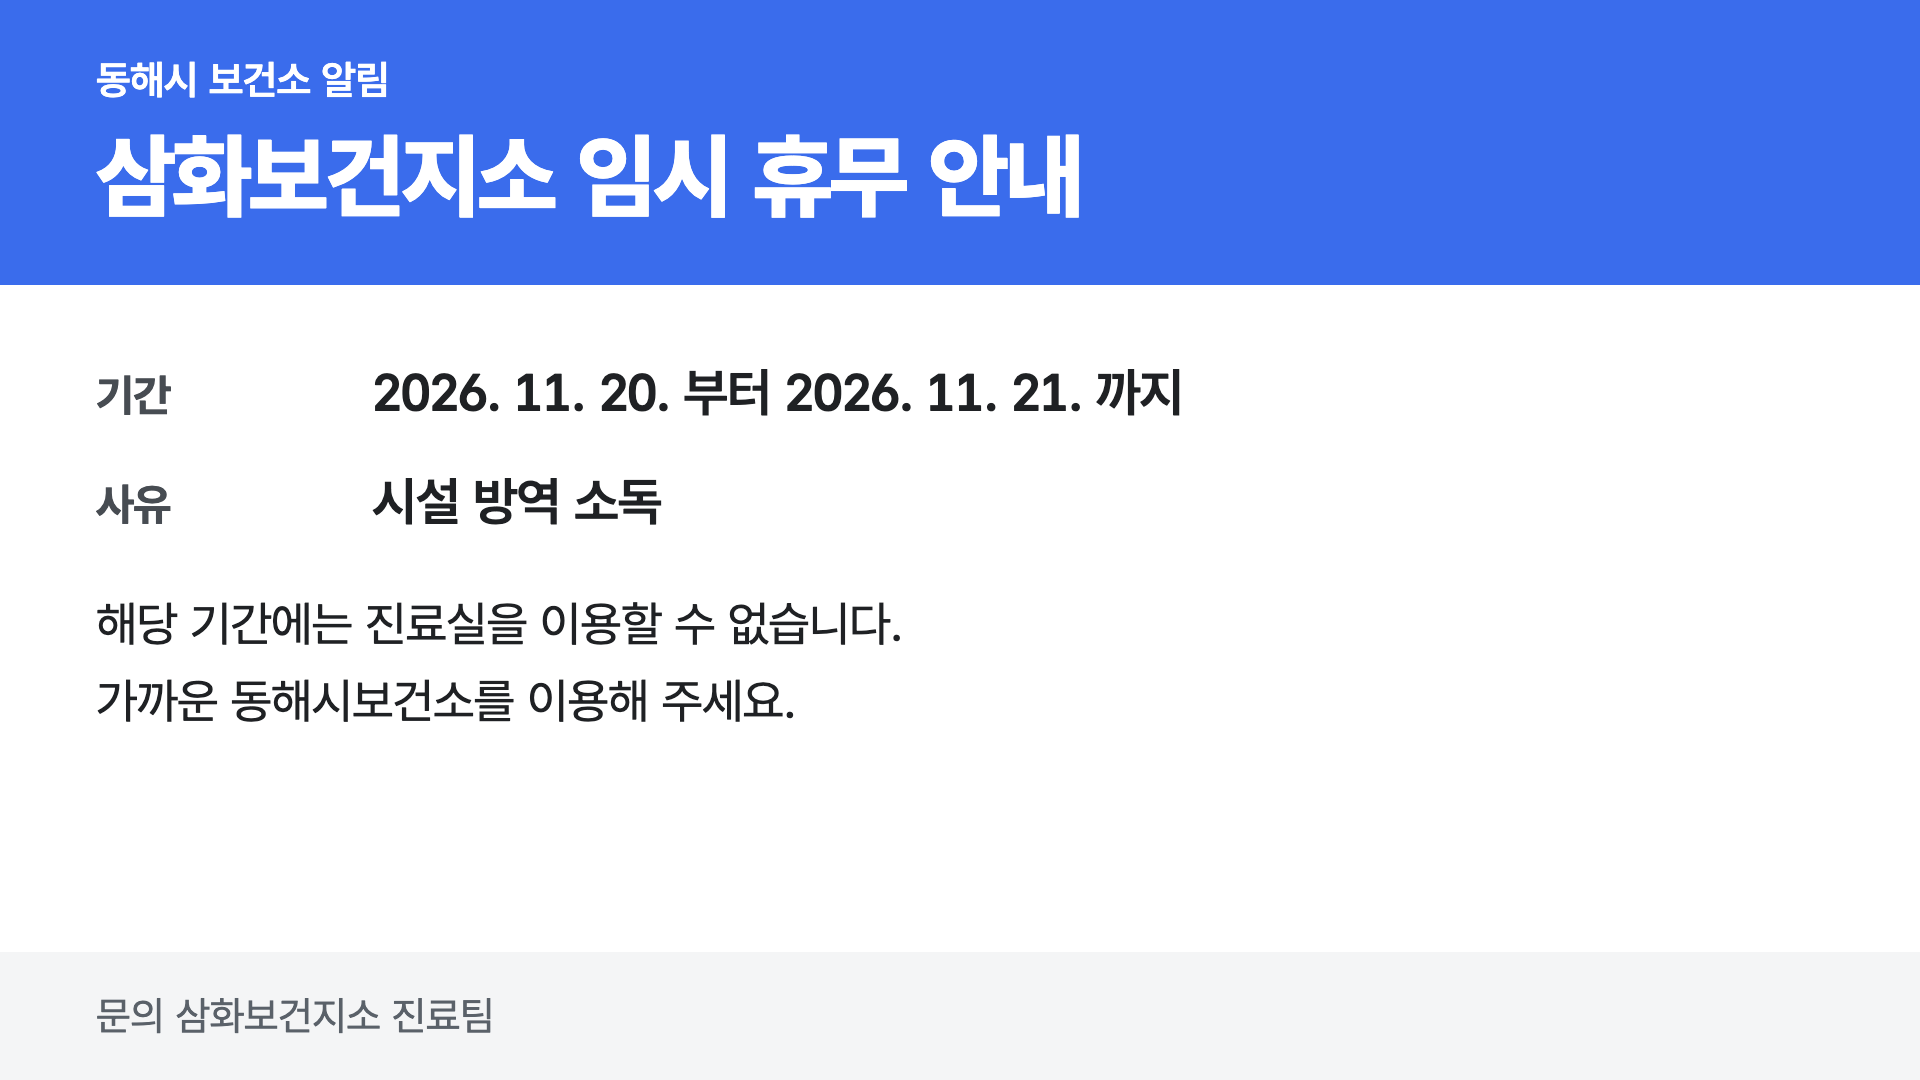 동해시 보건소 알림
삼화보건지소 임시 휴무 안내
기간 2026. 11. 20. 부터 2026. 11. 21. 까지
사유 시설 방역 소독
해당 기간에는 진료실을 이용할 수 없습니다.
가까운 동해시보건소를 이용해 주세요.
문의 삼화보건지소 진료팀